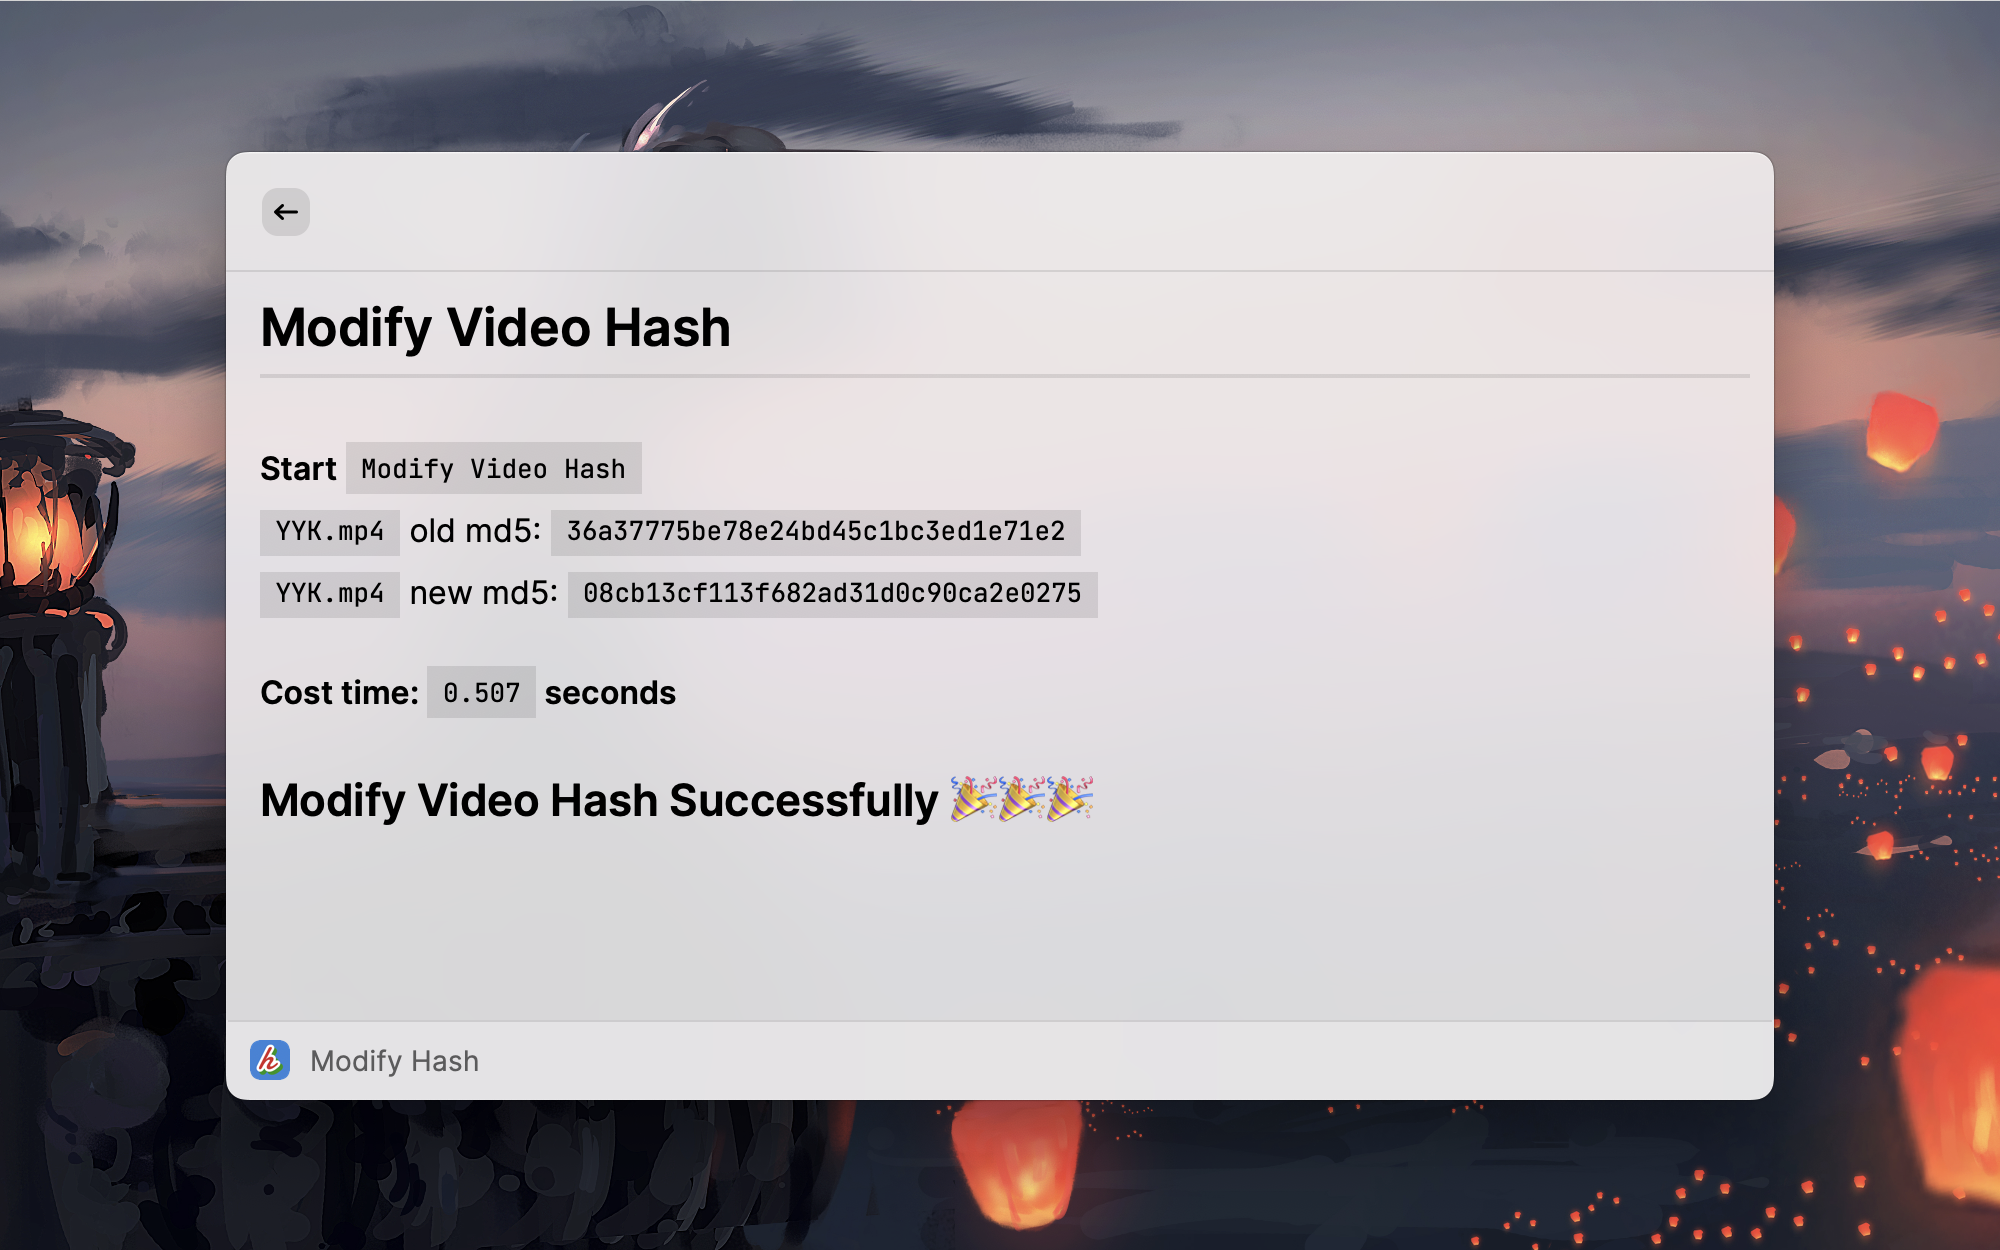 Modify Video Hash
Start Modify Video Hash
YYK.mp4 old md5: 36a37775be78e24bd45c1bc3ed1e71e2
YYK.mp4 new md5: 08cb13cf113f682ad31d0c90ca2e0275
Cost time: 0.507 seconds
Modify Video Hash Successfully 🎉🎉🎉
h Modify Hash